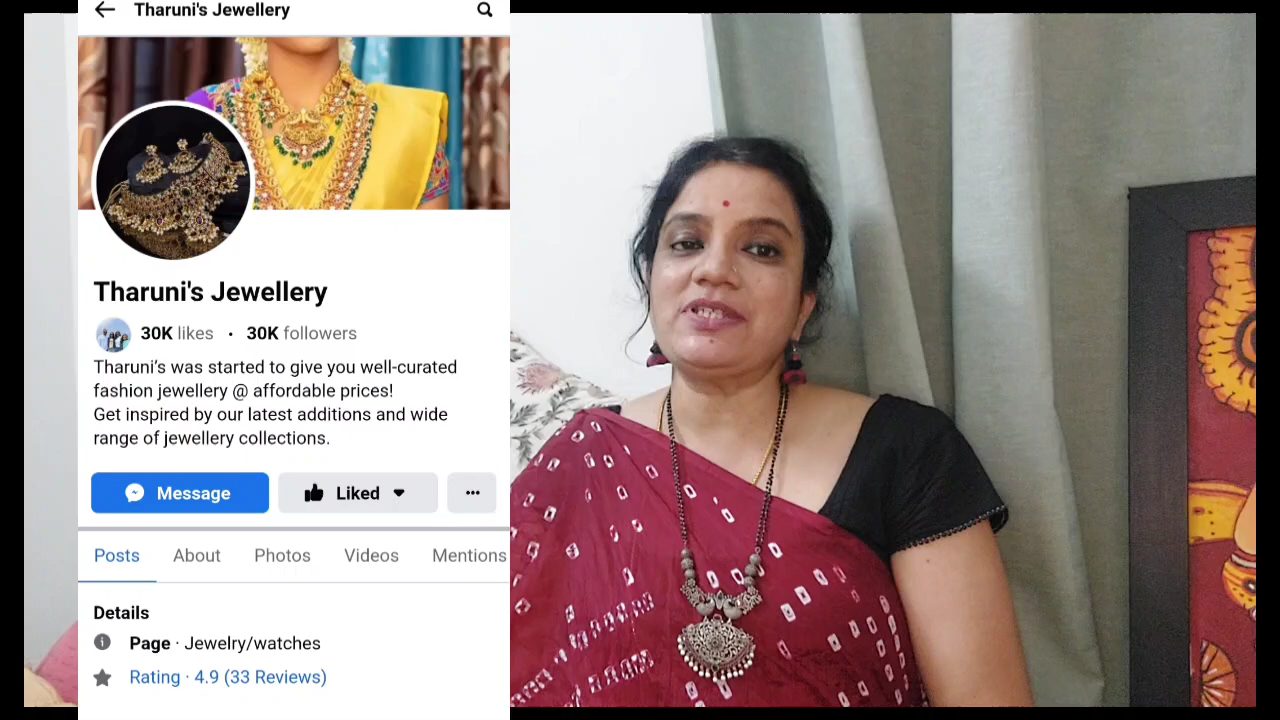 Tharuni's Jewellery
Tharuni's Jewellery
30K likes · 30K followers
Tharuni’s was started to give you well-curated
fashion jewellery @ affordable prices!
Get inspired by our latest additions and wide
range of jewellery collections.
Message
Liked
Posts
About
Photos
Videos
Mentions
Details
Page · Jewelry/watches
Rating · 4.9 (33 Reviews)